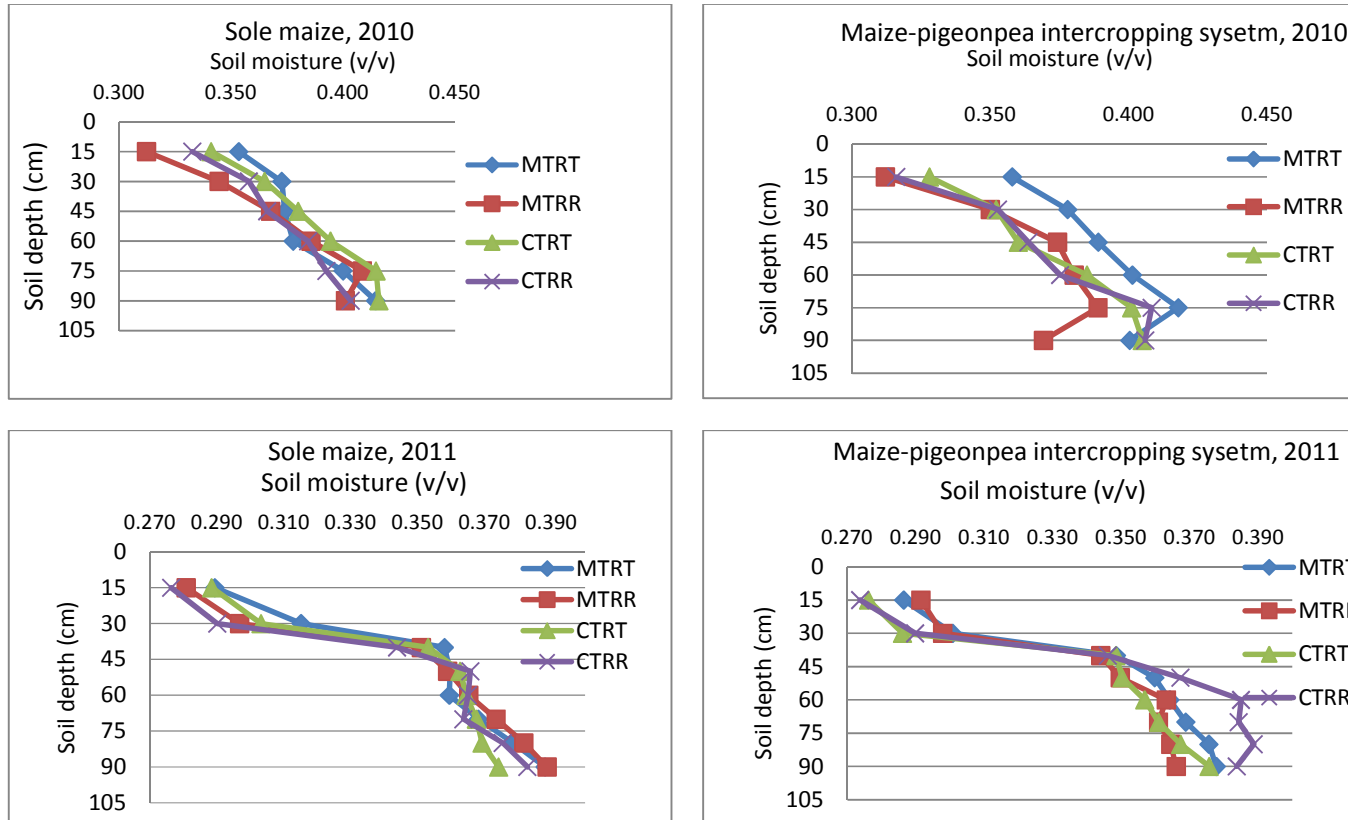 Sole maize, 2010
Soil moisture (v/v)
0.300 0.350 0.400 0.450
Soil depth (cm)
0
15
30
45
60
75
90
105
MTRT
MTRR
CTRT
CTRR
Maize-pigeonpea intercropping sysetm, 2010
Soil moisture (v/v)
0.300 0.350 0.400 0.450
Soil depth (cm)
0
15
30
45
60
75
90
105
MTRT
MTRR
CTRT
CTRR
Sole maize, 2011
Soil moisture (v/v)
0.270 0.290 0.310 0.330 0.350 0.370 0.390
Soil depth (cm)
0
15
30
45
60
75
90
105
MTRT
MTRR
CTRT
CTRR
Maize-pigeonpea intercropping sysetm, 2011
Soil moisture (v/v)
0.270 0.290 0.310 0.330 0.350 0.370 0.390
Soil depth (cm)
0
15
30
45
60
75
90
105
MTRT
MTRR
CTRT
CTRR